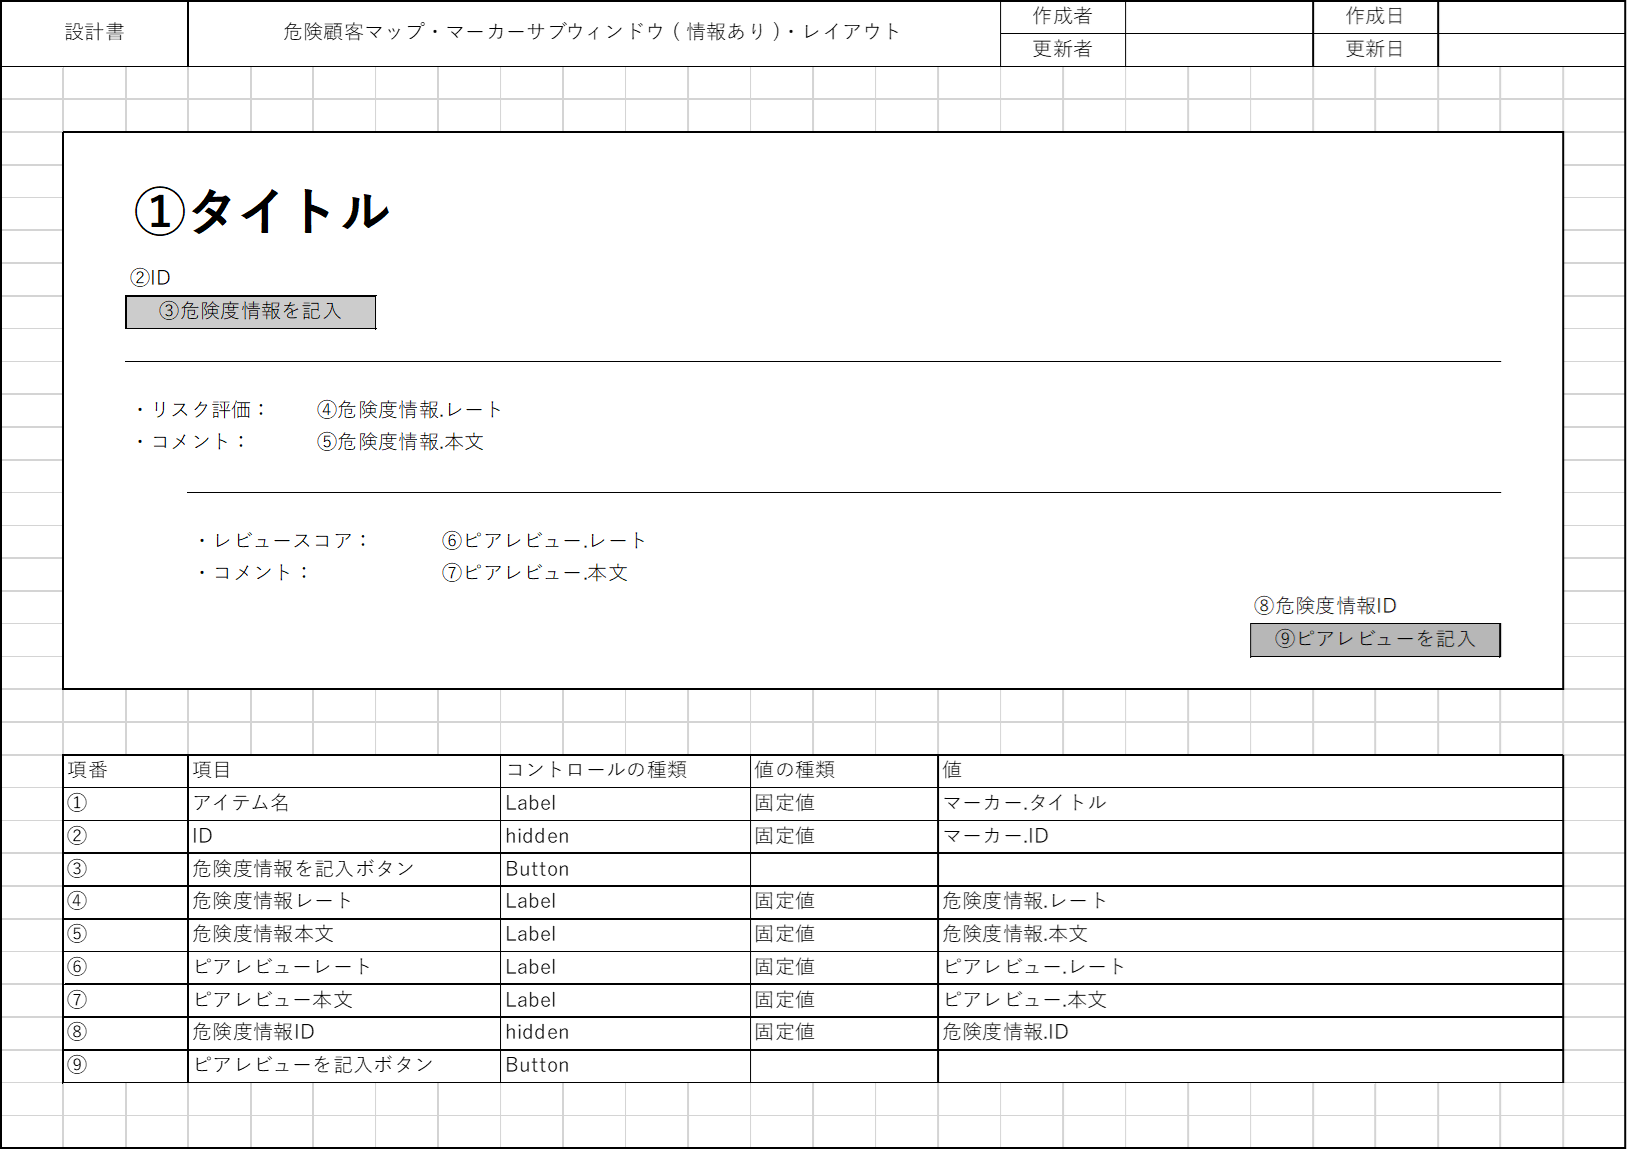 設計書 危険顧客マップ・マーカーサブウィンドウ(情報あり)・レイアウト 作成者 作成日
更新者 更新日
①タイトル
②ID
③危険度情報を記入
・リスク評価： ④危険度情報.レート
・コメント： ⑤危険度情報.本文
・レビュースコア： ⑥ピアレビュー.レート
・コメント： ⑦ピアレビュー.本文
⑧危険度情報ID
⑨ピアレビューを記入
項番 項目 コントロールの種類 値の種類 値
① アイテム名 Label 固定値 マーカー.タイトル
② ID hidden 固定値 マーカー.ID
③ 危険度情報を記入ボタン Button
④ 危険度情報レート Label 固定値 危険度情報.レート
⑤ 危険度情報本文 Label 固定値 危険度情報.本文
⑥ ピアレビューレート Label 固定値 ピアレビュー.レート
⑦ ピアレビュー本文 Label 固定値 ピアレビュー.本文
⑧ 危険度情報ID hidden 固定値 危険度情報.ID
⑨ ピアレビューを記入ボタン Button